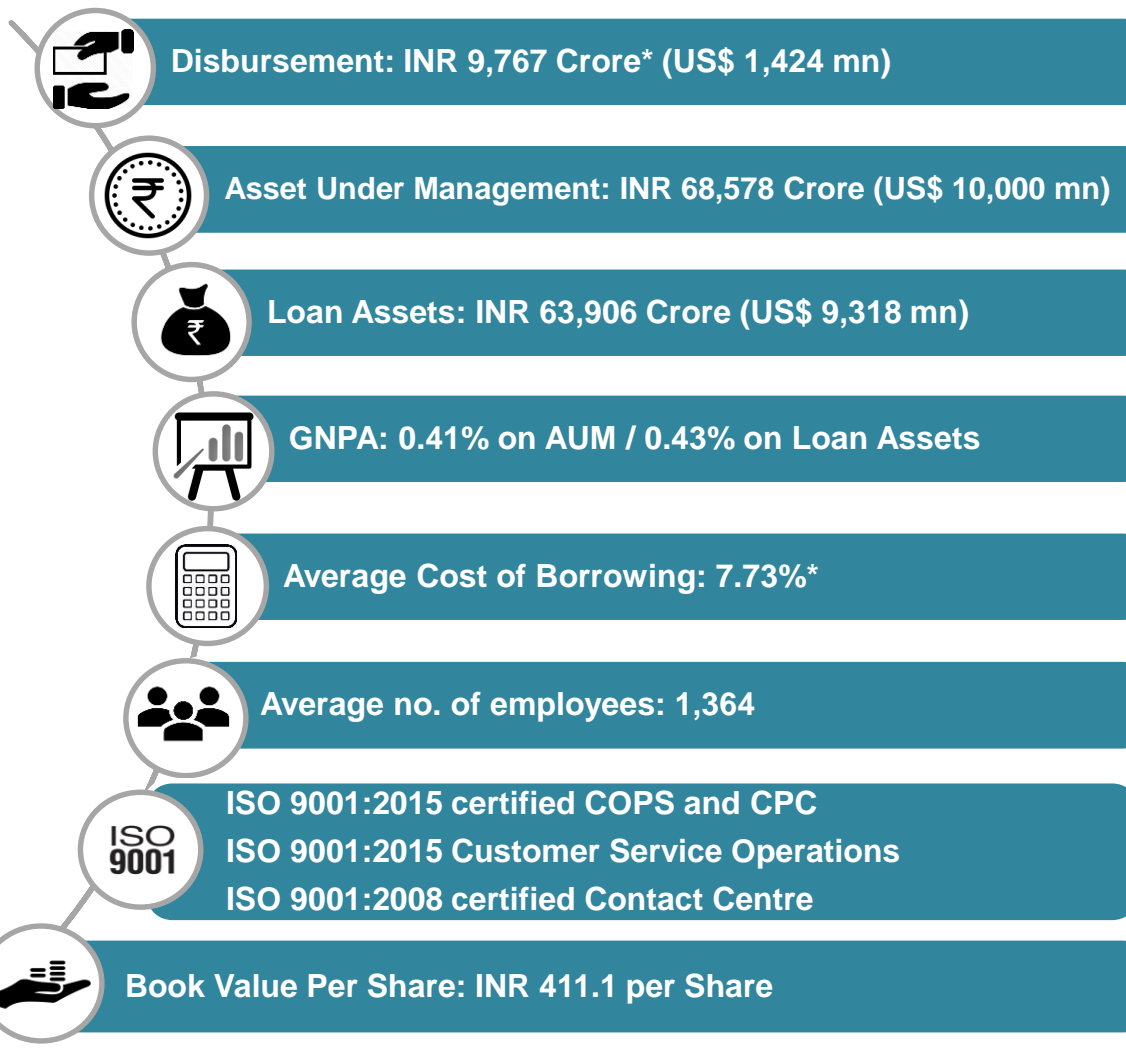 Disbursement: INR 9,767 Crore* (US$ 1,424 mn)
₹
Asset Under Management: INR 68,578 Crore (US$ 10,000 mn)
₹
Loan Assets: INR 63,906 Crore (US$ 9,318 mn)
GNPA: 0.41% on AUM / 0.43% on Loan Assets
Average Cost of Borrowing: 7.73%*
Average no. of employees: 1,364
ISO
9001
ISO 9001:2015 certified COPS and CPC
ISO 9001:2015 Customer Service Operations
ISO 9001:2008 certified Contact Centre
Book Value Per Share: INR 411.1 per Share